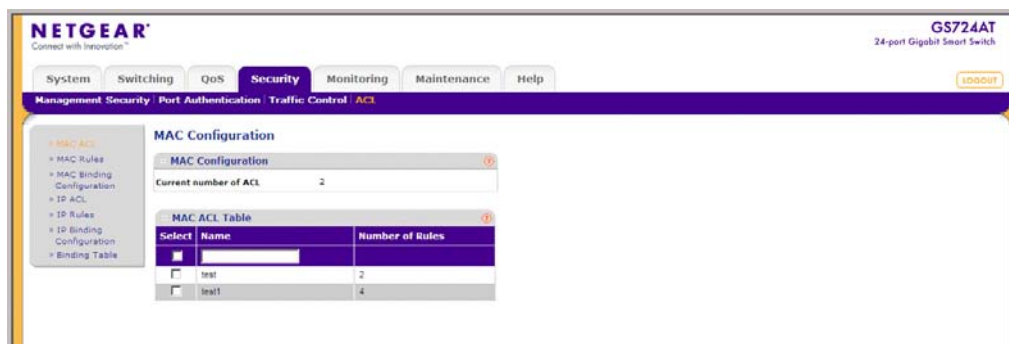 NETGEAR
Connect with Innovation™
GS724AT
24-port Gigabit Smart Switch
System Switching QoS Security Monitoring Maintenance Help
LOGOUT
Management Security Port Authentication Traffic Control ACL
MAC ACL
MAC Rules
MAC Binding
Configuration
IP ACL
IP Rules
IP Binding
Configuration
Binding Table
MAC Configuration
MAC Configuration
Current number of ACL 2
MAC ACL Table
Select Name Number of Rules
test 2
test1 4